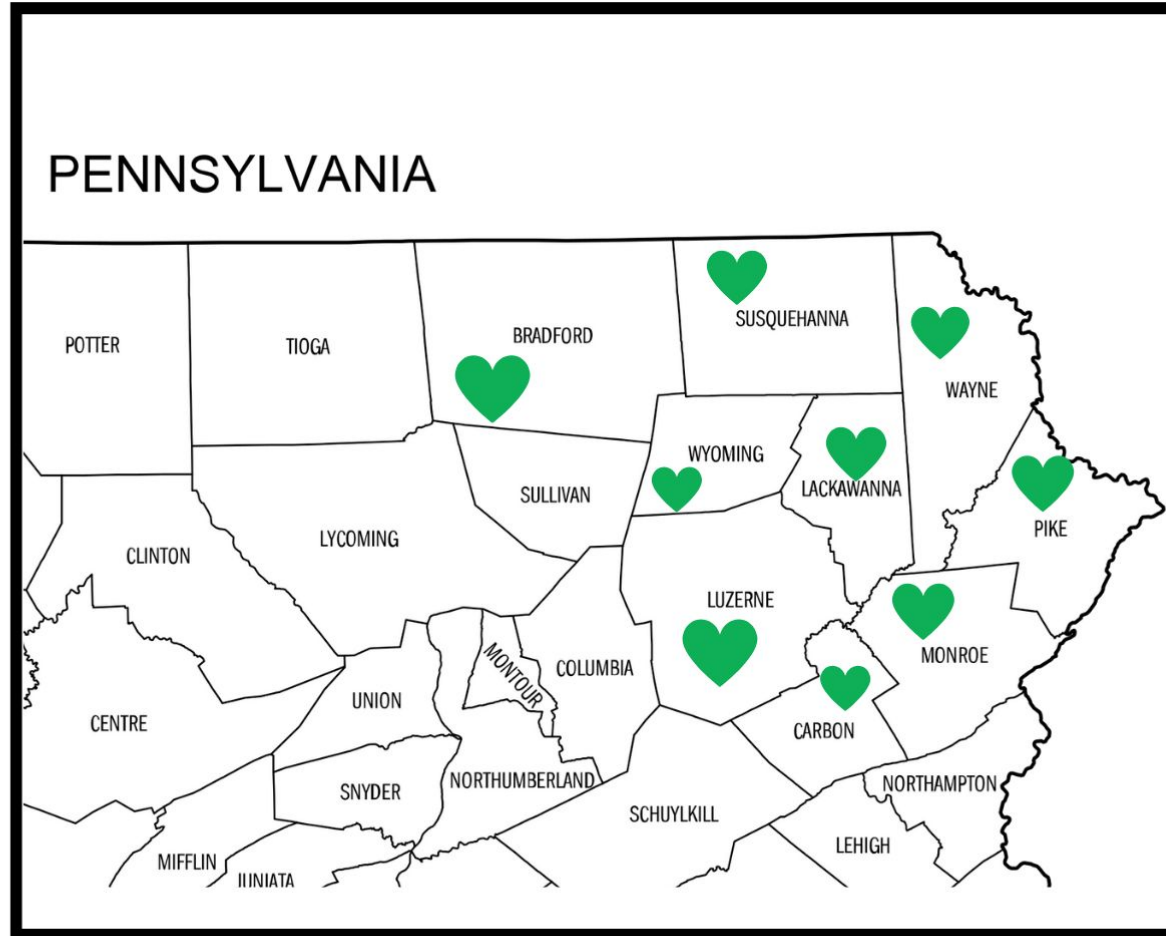 PENNSYLVANIA
POTTER
TIOGA
BRADFORD
SUSQUEHANNA
WAYNE
SULLIVAN
WYOMING
LACKAWANNA
PIKE
CLINTON
LYCOMING
LUZERNE
MONROE
CENTRE
UNION
MONTOUR
COLUMBIA
CARBON
SNYDER
NORTHUMBERLAND
SCHUYLKILL
NORTHAMPTON
LEHIGH
MIFFLIN
JUNIATA